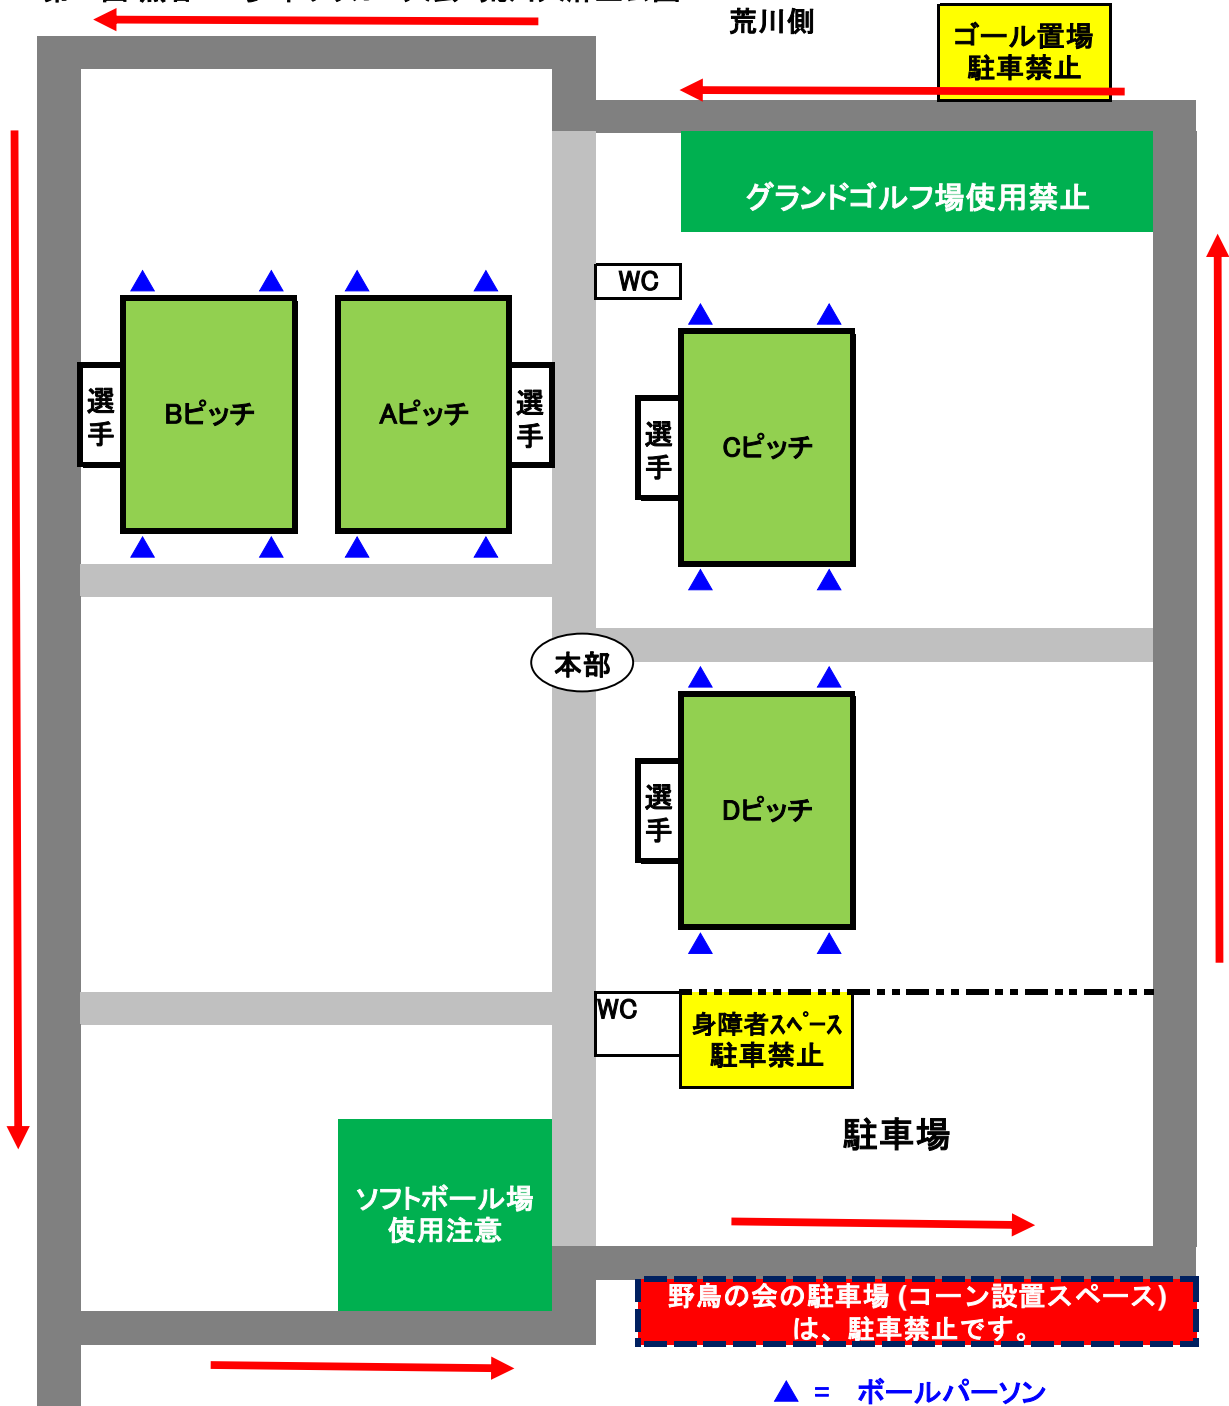 荒川側
ゴール置場
駐車禁止
グランドゴルフ場使用禁止
WC
選手
Bピッチ
Aピッチ
選手
選手
Cピッチ
本部
選手
Dピッチ
WC
身障者スペース
駐車禁止
駐車場
ソフトボール場
使用注意
野鳥の会の駐車場(コーン設置スペース)
は、駐車禁止です。
▲ = ボールパーソン